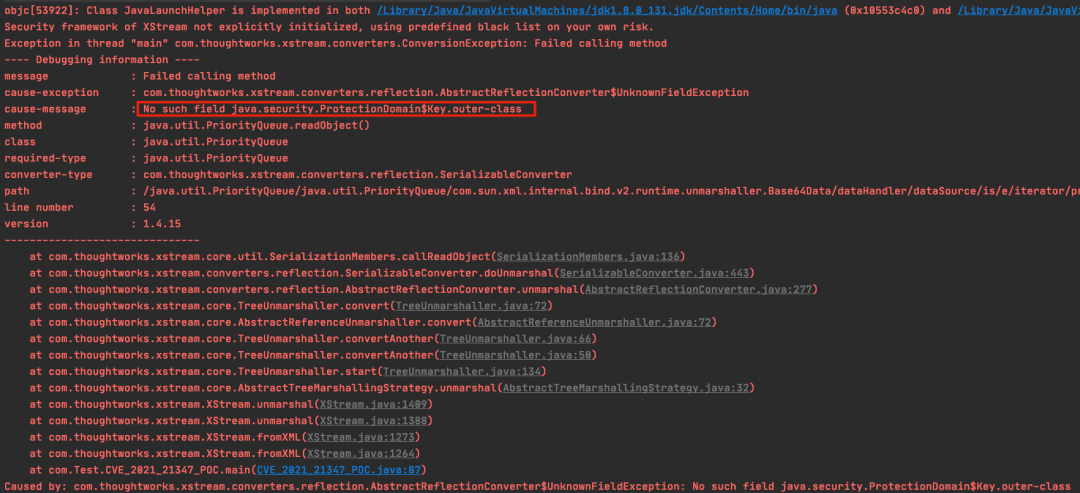 objc[53922]: Class JavaLaunchHelper is implemented in both /Library/Java/JavaVirtualMachines/jdk1.8.0_131.jdk/Contents/Home/bin/java (0x10553c4c0) and /Library/Java/JavaVi
Security framework of XStream not explicitly initialized, using predefined black list on your own risk.
Exception in thread "main" com.thoughtworks.xstream.converters.ConversionException: Failed calling method
---- Debugging information ----
message : Failed calling method
cause-exception : com.thoughtworks.xstream.converters.reflection.AbstractReflectionConverter$UnknownFieldException
cause-message : No such field java.security.ProtectionDomain$Key.outer-class
method : java.util.PriorityQueue.readObject()
class : java.util.PriorityQueue
required-type : java.util.PriorityQueue
converter-type : com.thoughtworks.xstream.converters.reflection.SerializableConverter
path : /java.util.PriorityQueue/java.util.PriorityQueue/com.sun.xml.internal.bind.v2.runtime.unmarshaller.Base64Data/dataHandler/dataSource/is/e/iterator/pr
line number : 54
version : 1.4.15
-------------------------------
at com.thoughtworks.xstream.core.util.SerializationMembers.callReadObject(SerializationMembers.java:136)
at com.thoughtworks.xstream.converters.reflection.SerializableConverter.doUnmarshal(SerializableConverter.java:443)
at com.thoughtworks.xstream.converters.reflection.AbstractReflectionConverter.unmarshal(AbstractReflectionConverter.java:277)
at com.thoughtworks.xstream.core.TreeUnmarshaller.convert(TreeUnmarshaller.java:72)
at com.thoughtworks.xstream.core.AbstractReferenceUnmarshaller.convert(AbstractReferenceUnmarshaller.java:72)
at com.thoughtworks.xstream.core.TreeUnmarshaller.convertAnother(TreeUnmarshaller.java:66)
at com.thoughtworks.xstream.core.TreeUnmarshaller.convertAnother(TreeUnmarshaller.java:50)
at com.thoughtworks.xstream.core.TreeUnmarshaller.start(TreeUnmarshaller.java:134)
at com.thoughtworks.xstream.core.AbstractTreeMarshallingStrategy.unmarshal(AbstractTreeMarshallingStrategy.java:32)
at com.thoughtworks.xstream.XStream.unmarshal(XStream.java:1409)
at com.thoughtworks.xstream.XStream.unmarshal(XStream.java:1388)
at com.thoughtworks.xstream.XStream.fromXML(XStream.java:1273)
at com.thoughtworks.xstream.XStream.fromXML(XStream.java:1264)
at com.Test.CVE_2021_21347_POC.main(CVE_2021_21347_POC.java:87)
Caused by: com.thoughtworks.xstream.converters.reflection.AbstractReflectionConverter$UnknownFieldException: No such field java.security.ProtectionDomain$Key.outer-class